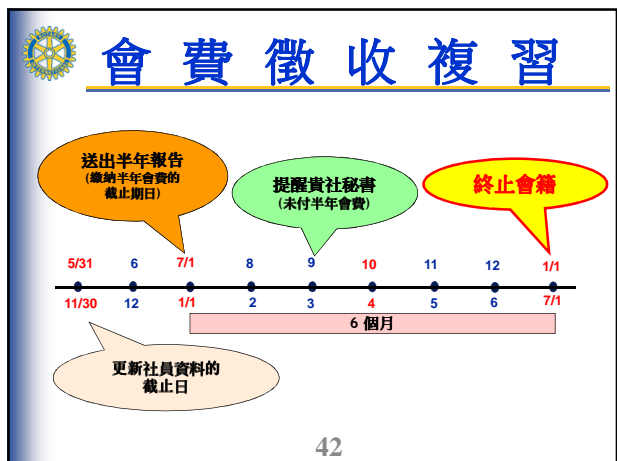 會費徵收複習
送出半年報告
(繳納半年會費的
截止期日)
提醒貴社秘書
(未付半年會費)
終止會籍
5/31 6 7/1 8 9 10 11 12 1/1
11/30 12 1/1 2 3 4 5 6 7/1
6 個月
更新社員資料的
截止日
42